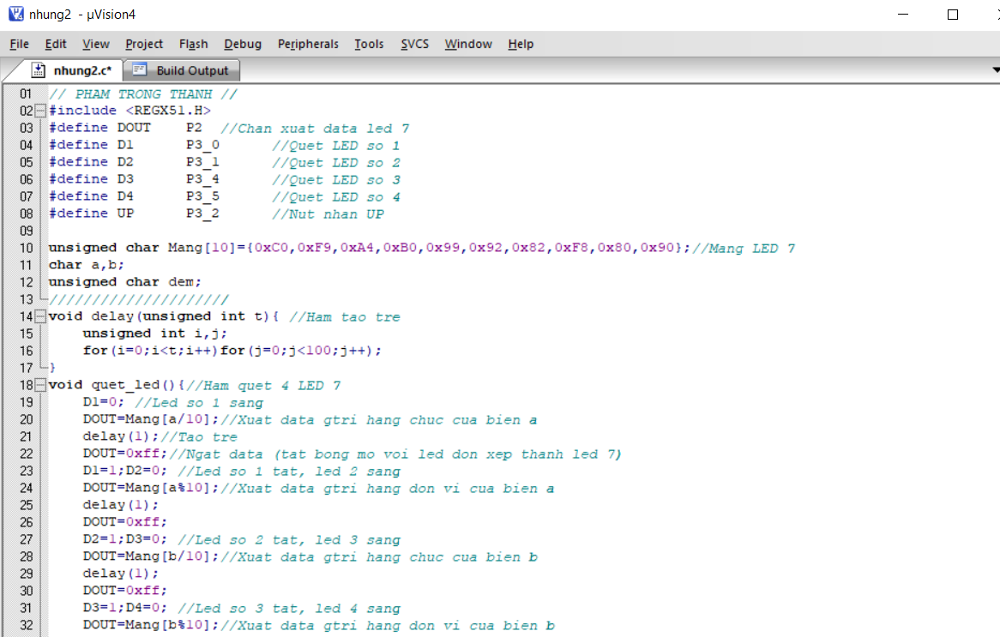 nhung2 - µVision4
File Edit View Project Flash Debug Peripherals Tools SVCS Window Help
nhung2.c* Build Output
01 // PHAM TRONG THANH //
02 #include <REGX51.H>
03 #define DOUT P2 //Chan xuat data led 7
04 #define D1 P3_0 //Quet LED so 1
05 #define D2 P3_1 //Quet LED so 2
06 #define D3 P3_4 //Quet LED so 3
07 #define D4 P3_5 //Quet LED so 4
08 #define UP P3_2 //Nut nhan UP
09
10 unsigned char Mang[10]={0xC0,0xF9,0xA4,0xB0,0x99,0x92,0x82,0xF8,0x80,0x90};//Mang LED 7
11 char a,b;
12 unsigned char dem;
13 /////////////////////
14 void delay(unsigned int t){ //Ham tao tre
15 unsigned int i,j;
16 for(i=0;i<t;i++)for(j=0;j<100;j++);
17 }
18 void quet_led(){//Ham quet 4 LED 7
19 D1=0; //Led so 1 sang
20 DOUT=Mang[a/10];//Xuat data gtri hang chuc cua bien a
21 delay(1);//Tao tre
22 DOUT=0xff;//Ngat data (tat bong mo voi led don xep thanh led 7)
23 D1=1;D2=0; //Led so 1 tat, led 2 sang
24 DOUT=Mang[a%10];//Xuat data gtri hang don vi cua bien a
25 delay(1);
26 DOUT=0xff;
27 D2=1;D3=0; //Led so 2 tat, led 3 sang
28 DOUT=Mang[b/10];//Xuat data gtri hang chuc cua bien b
29 delay(1);
30 DOUT=0xff;
31 D3=1;D4=0; //Led so 3 tat, led 4 sang
32 DOUT=Mang[b%10];//Xuat data gtri hang don vi cua bien b